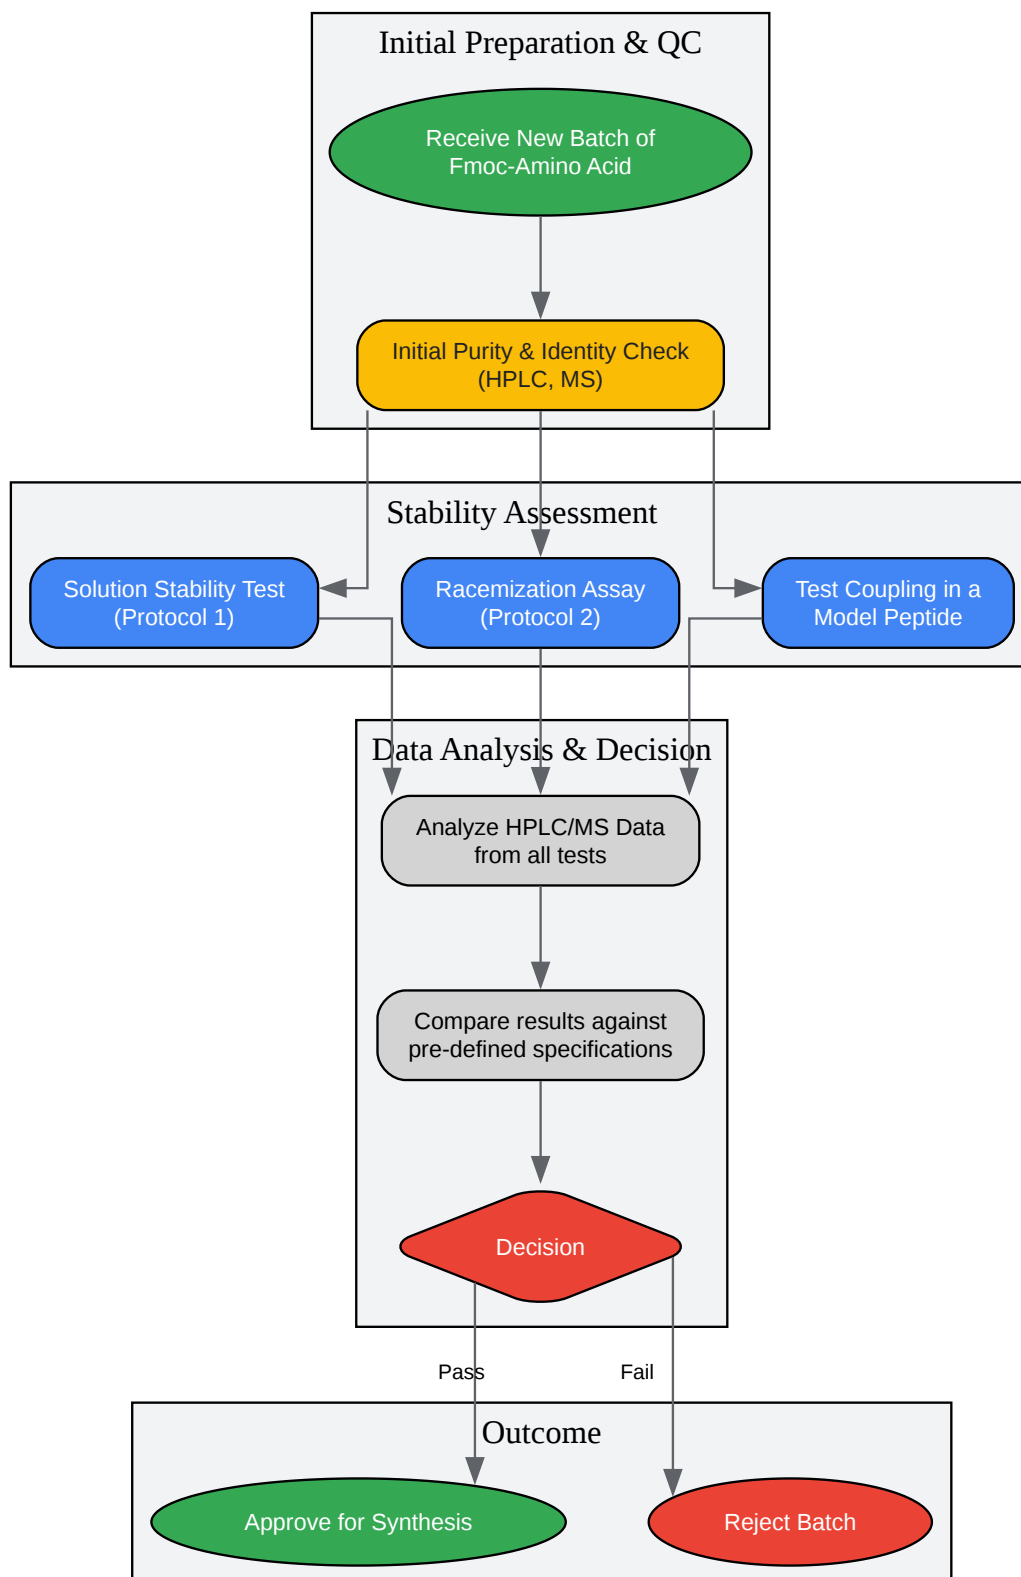 Initial Preparation & QC
Receive New Batch of
Fmoc-Amino Acid
Initial Purity & Identity Check
(HPLC, MS)
Stability Assessment
Solution Stability Test
(Protocol 1)
Racemization Assay
(Protocol 2)
Test Coupling in a
Model Peptide
Data Analysis & Decision
Analyze HPLC/MS Data
from all tests
Compare results against
pre-defined specifications
Decision
Pass
Fail
Outcome
Approve for Synthesis
Reject Batch